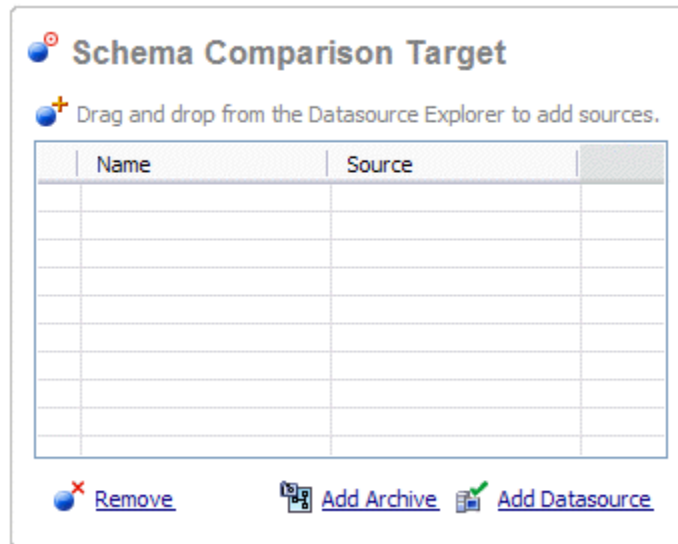 Schema Comparison Target
Drag and drop from the Datasource Explorer to add sources.
Name Source
Remove Add Archive Add Datasource